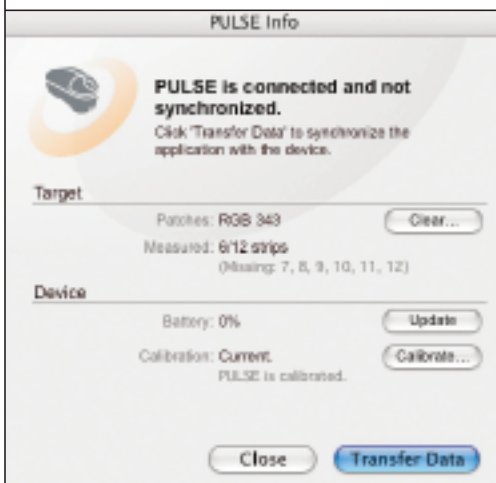 PULSE Info
PULSE is connected and not
synchronized.
Click 'Transfer Data' to synchronize the
application with the device.
Target
Patches: RGB 343
Clear...
Measured: 6/12 strips
(Missing: 7, 8, 9, 10, 11, 12)
Device
Battery: 0%
Update
Calibration: Current.
Calibrate...
PULSE is calibrated.
Close
Transfer Data